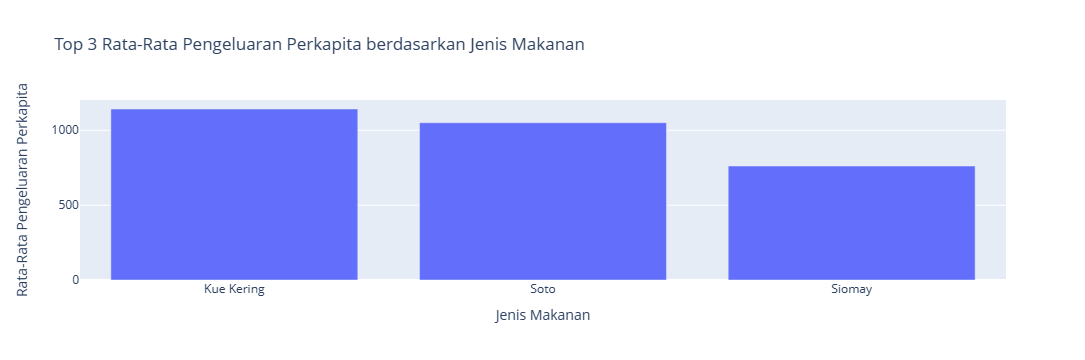 Top 3 Rata-Rata Pengeluaran Perkapita berdasarkan Jenis Makanan
Rata-Rata Pengeluaran Perkapita
1000
500
0
Kue Kering
Soto
Siomay
Jenis Makanan